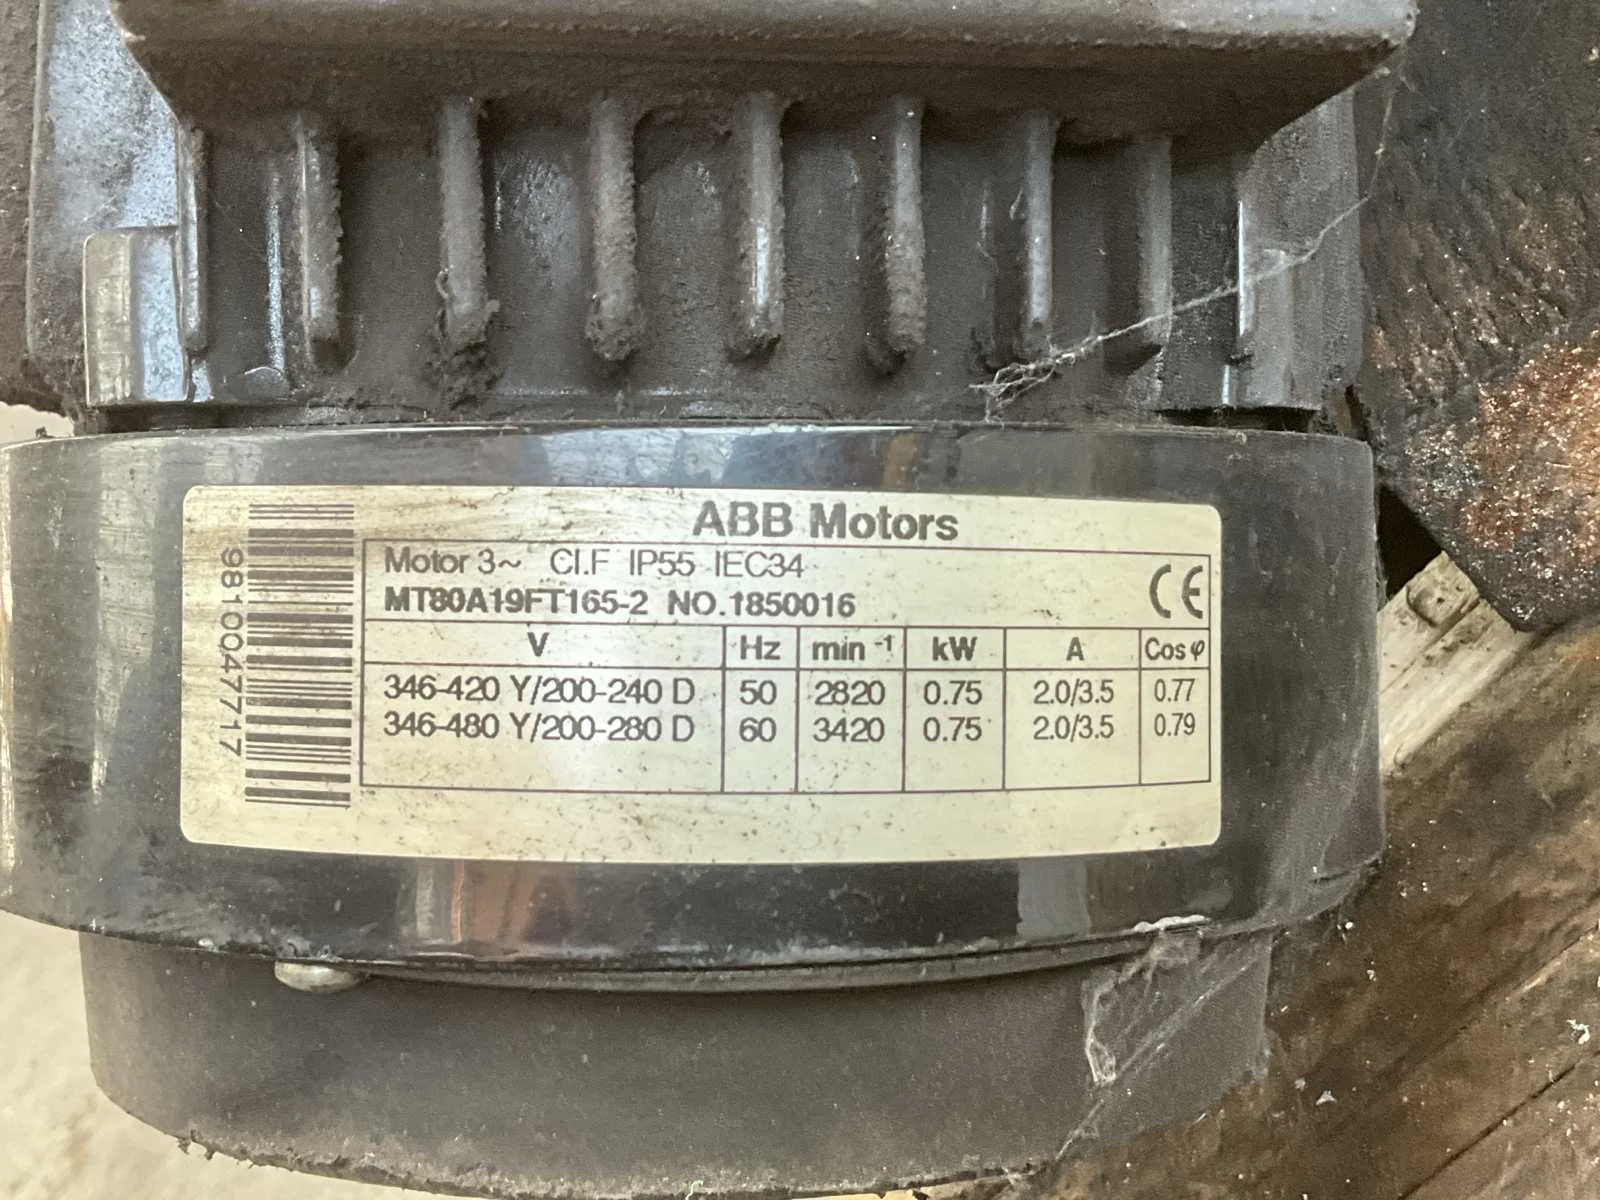 ABB Motors
Motor 3~ Cl.F IP55 IEC34
CE
MT80A19FT165-2 NO.1850016
V Hz min -1 kW A Cos φ
346-420 Y/200-240 D 50 2820 0.75 2.0/3.5 0.77
346-480 Y/200-280 D 60 3420 0.75 2.0/3.5 0.79
9810047717